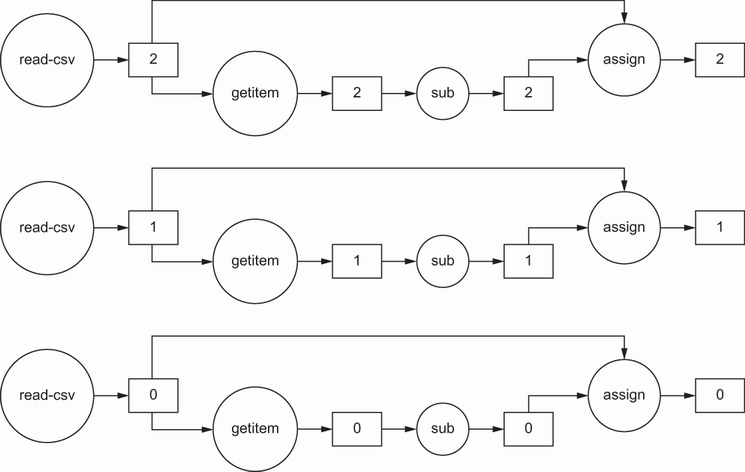 read-csv 2 assign 2
getitem 2 sub 2
read-csv 1 assign 1
getitem 1 sub 1
read-csv 0 assign 0
getitem 0 sub 0